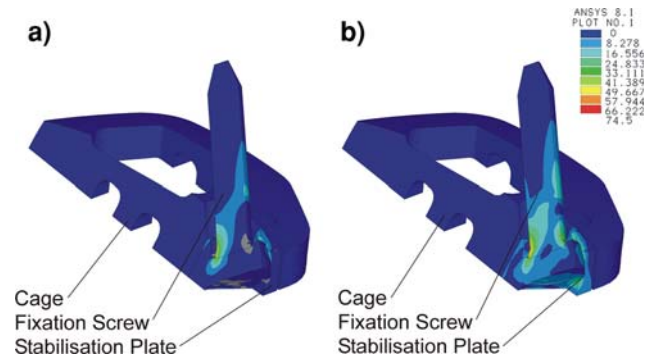 a)
b)
ANSYS 8.1
PLOT NO.1
0
8.278
16.556
24.833
33.111
41.389
49.667
57.944
66.222
74.5
Cage
Fixation Screw
Stabilisation Plate
Cage
Fixation Screw
Stabilisation Plate